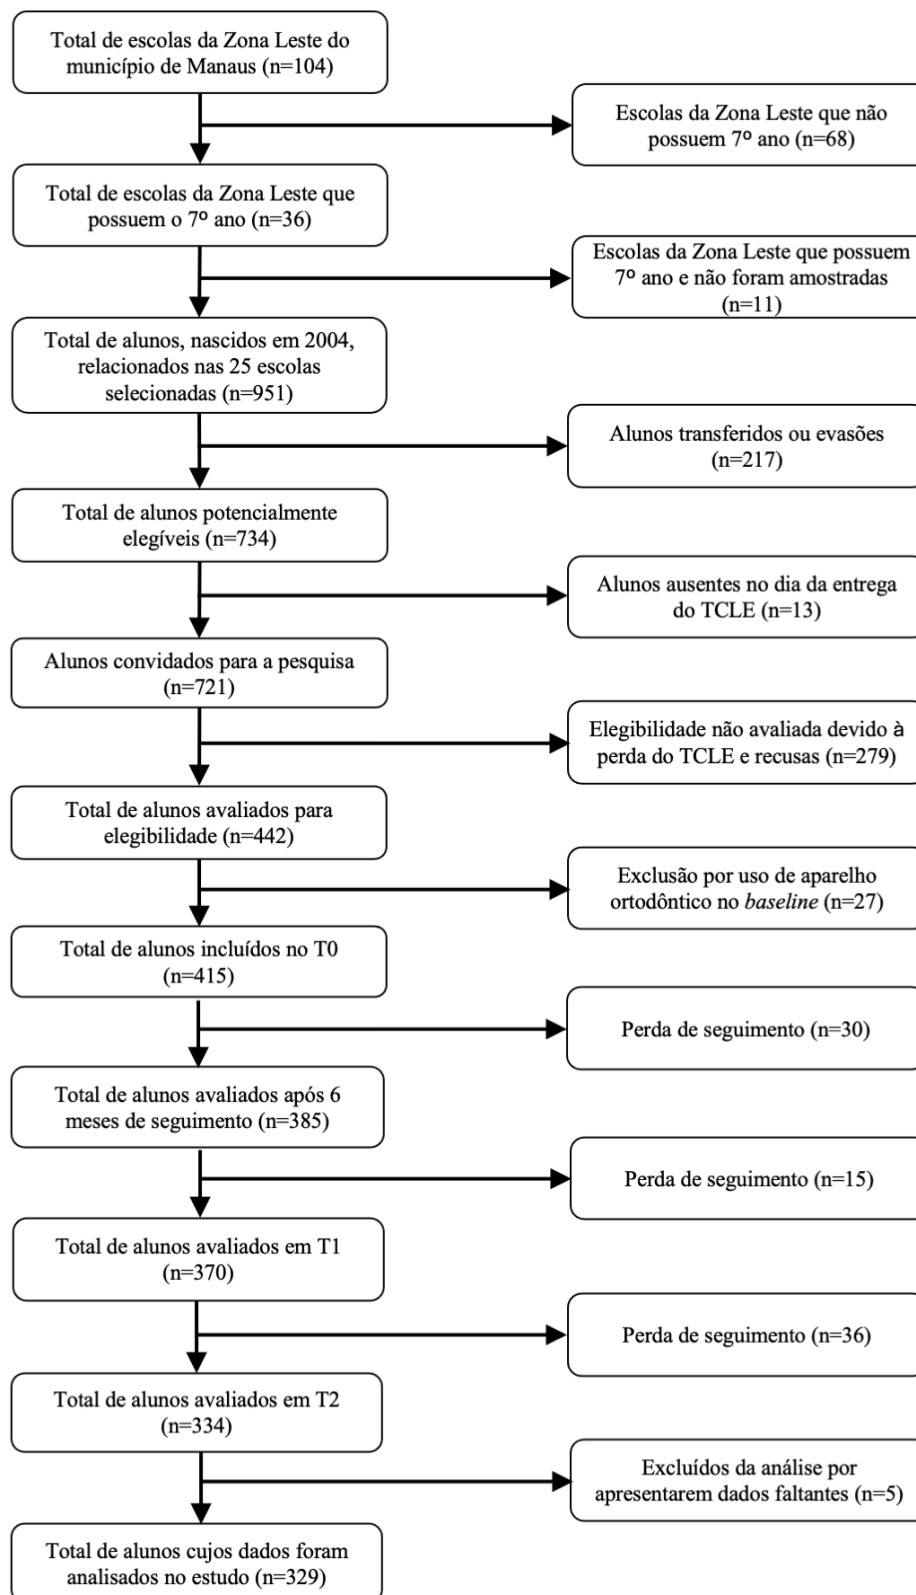 Total de escolas da Zona Leste do
município de Manaus (n=104)
Escolas da Zona Leste que não
possuem 7º ano (n=68)
Total de escolas da Zona Leste que
possuem o 7º ano (n=36)
Escolas da Zona Leste que possuem
7º ano e não foram amostradas
(n=11)
Total de alunos, nascidos em 2004,
relacionados nas 25 escolas
selecionadas (n=951)
Alunos transferidos ou evasões
(n=217)
Total de alunos potencialmente
elegíveis (n=734)
Alunos ausentes no dia da entrega
do TCLE (n=13)
Alunos convidados para a pesquisa
(n=721)
Elegibilidade não avaliada devido à
perda do TCLE e recusas (n=279)
Total de alunos avaliados para
elegibilidade (n=442)
Exclusão por uso de aparelho
ortodôntico no baseline (n=27)
Total de alunos incluídos no T0
(n=415)
Perda de seguimento (n=30)
Total de alunos avaliados após 6
meses de seguimento (n=385)
Perda de seguimento (n=15)
Total de alunos avaliados em T1
(n=370)
Perda de seguimento (n=36)
Total de alunos avaliados em T2
(n=334)
Excluídos da análise por
apresentarem dados faltantes (n=5)
Total de alunos cujos dados foram
analisados no estudo (n=329)